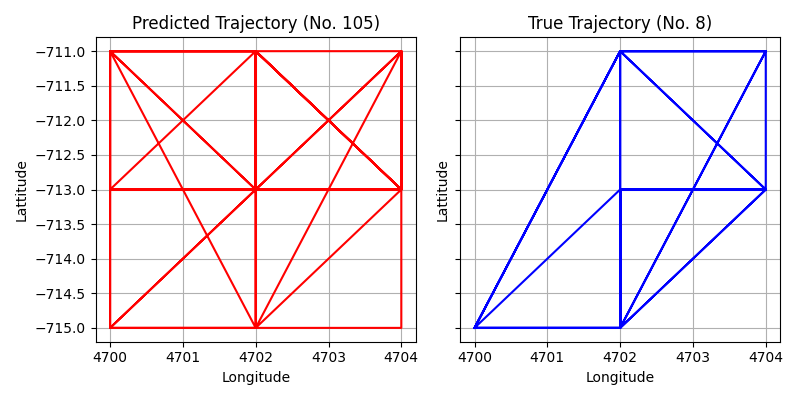 Predicted Trajectory (No. 105)
True Trajectory (No. 8)
Lattitude
−711.0
−711.5
−712.0
−712.5
−713.0
−713.5
−714.0
−714.5
−715.0
4700 4701 4702 4703 4704
Longitude
Lattitude
4700 4701 4702 4703 4704
Longitude